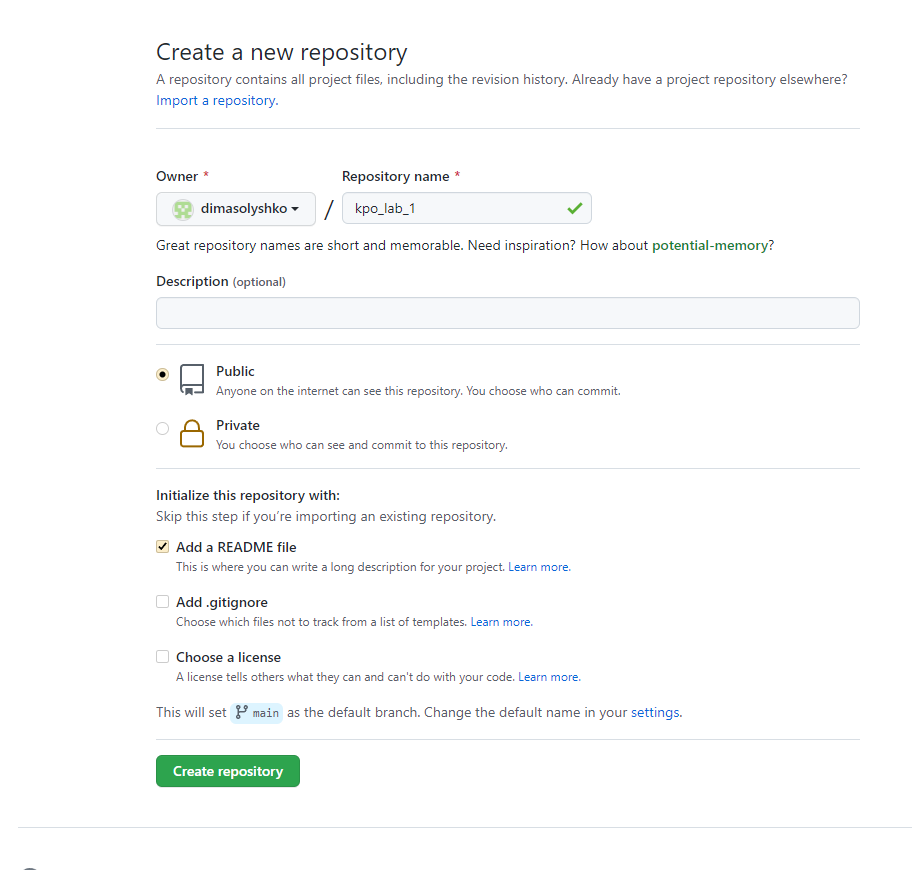 Create a new repository
A repository contains all project files, including the revision history. Already have a project repository elsewhere?
Import a repository.
Owner *
Repository name *
dimasolyshko
/
kpo_lab_1
Great repository names are short and memorable. Need inspiration? How about potential-memory?
Description (optional)
Public
Anyone on the internet can see this repository. You choose who can commit.
Private
You choose who can see and commit to this repository.
Initialize this repository with:
Skip this step if you're importing an existing repository.
Add a README file
This is where you can write a long description for your project. Learn more.
Add .gitignore
Choose which files not to track from a list of templates. Learn more.
Choose a license
A license tells others what they can and can't do with your code. Learn more.
This will set main as the default branch. Change the default name in your settings.
Create repository